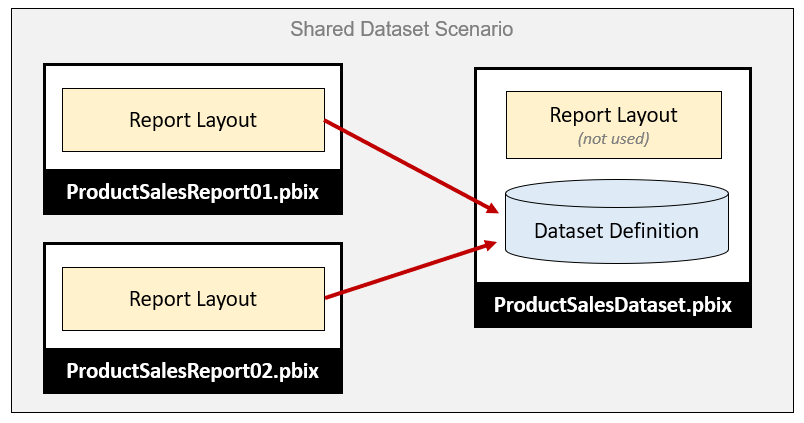 Shared Dataset Scenario
Report Layout
ProductSalesReport01.pbix
Report Layout
ProductSalesReport02.pbix
Report Layout
(not used)
Dataset Definition
ProductSalesDataset.pbix